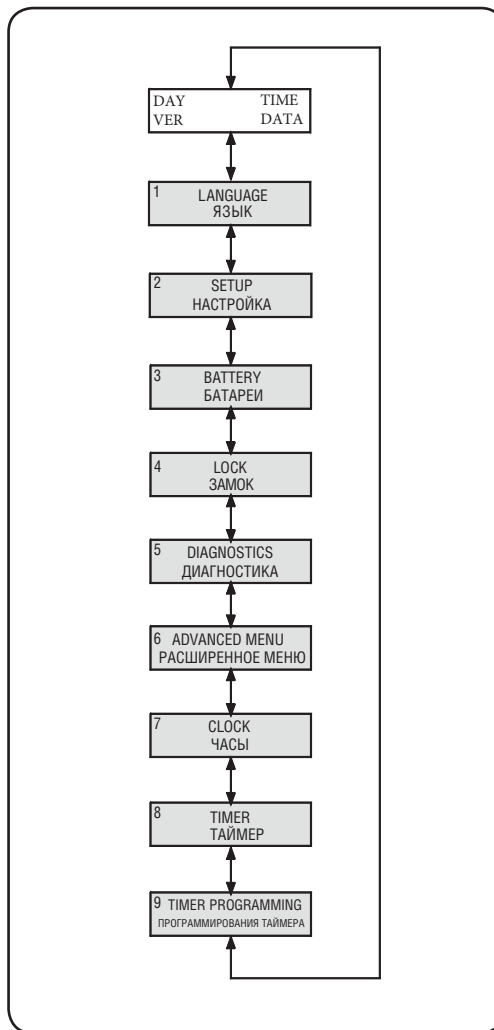 DAY TIME
VER DATA
1 LANGUAGE
ЯЗЫК
2 SETUP
НАСТРОЙКА
3 BATTERY
БАТАРЕИ
4 LOCK
ЗАМОК
5 DIAGNOSTICS
ДИАГНОСТИКА
6 ADVANCED MENU
РАСШИРЕННОЕ МЕНЮ
7 CLOCK
ЧАСЫ
8 TIMER
ТАЙМЕР
9 TIMER PROGRAMMING
ПРОГРАММИРОВАНИЯ ТАЙМЕРА